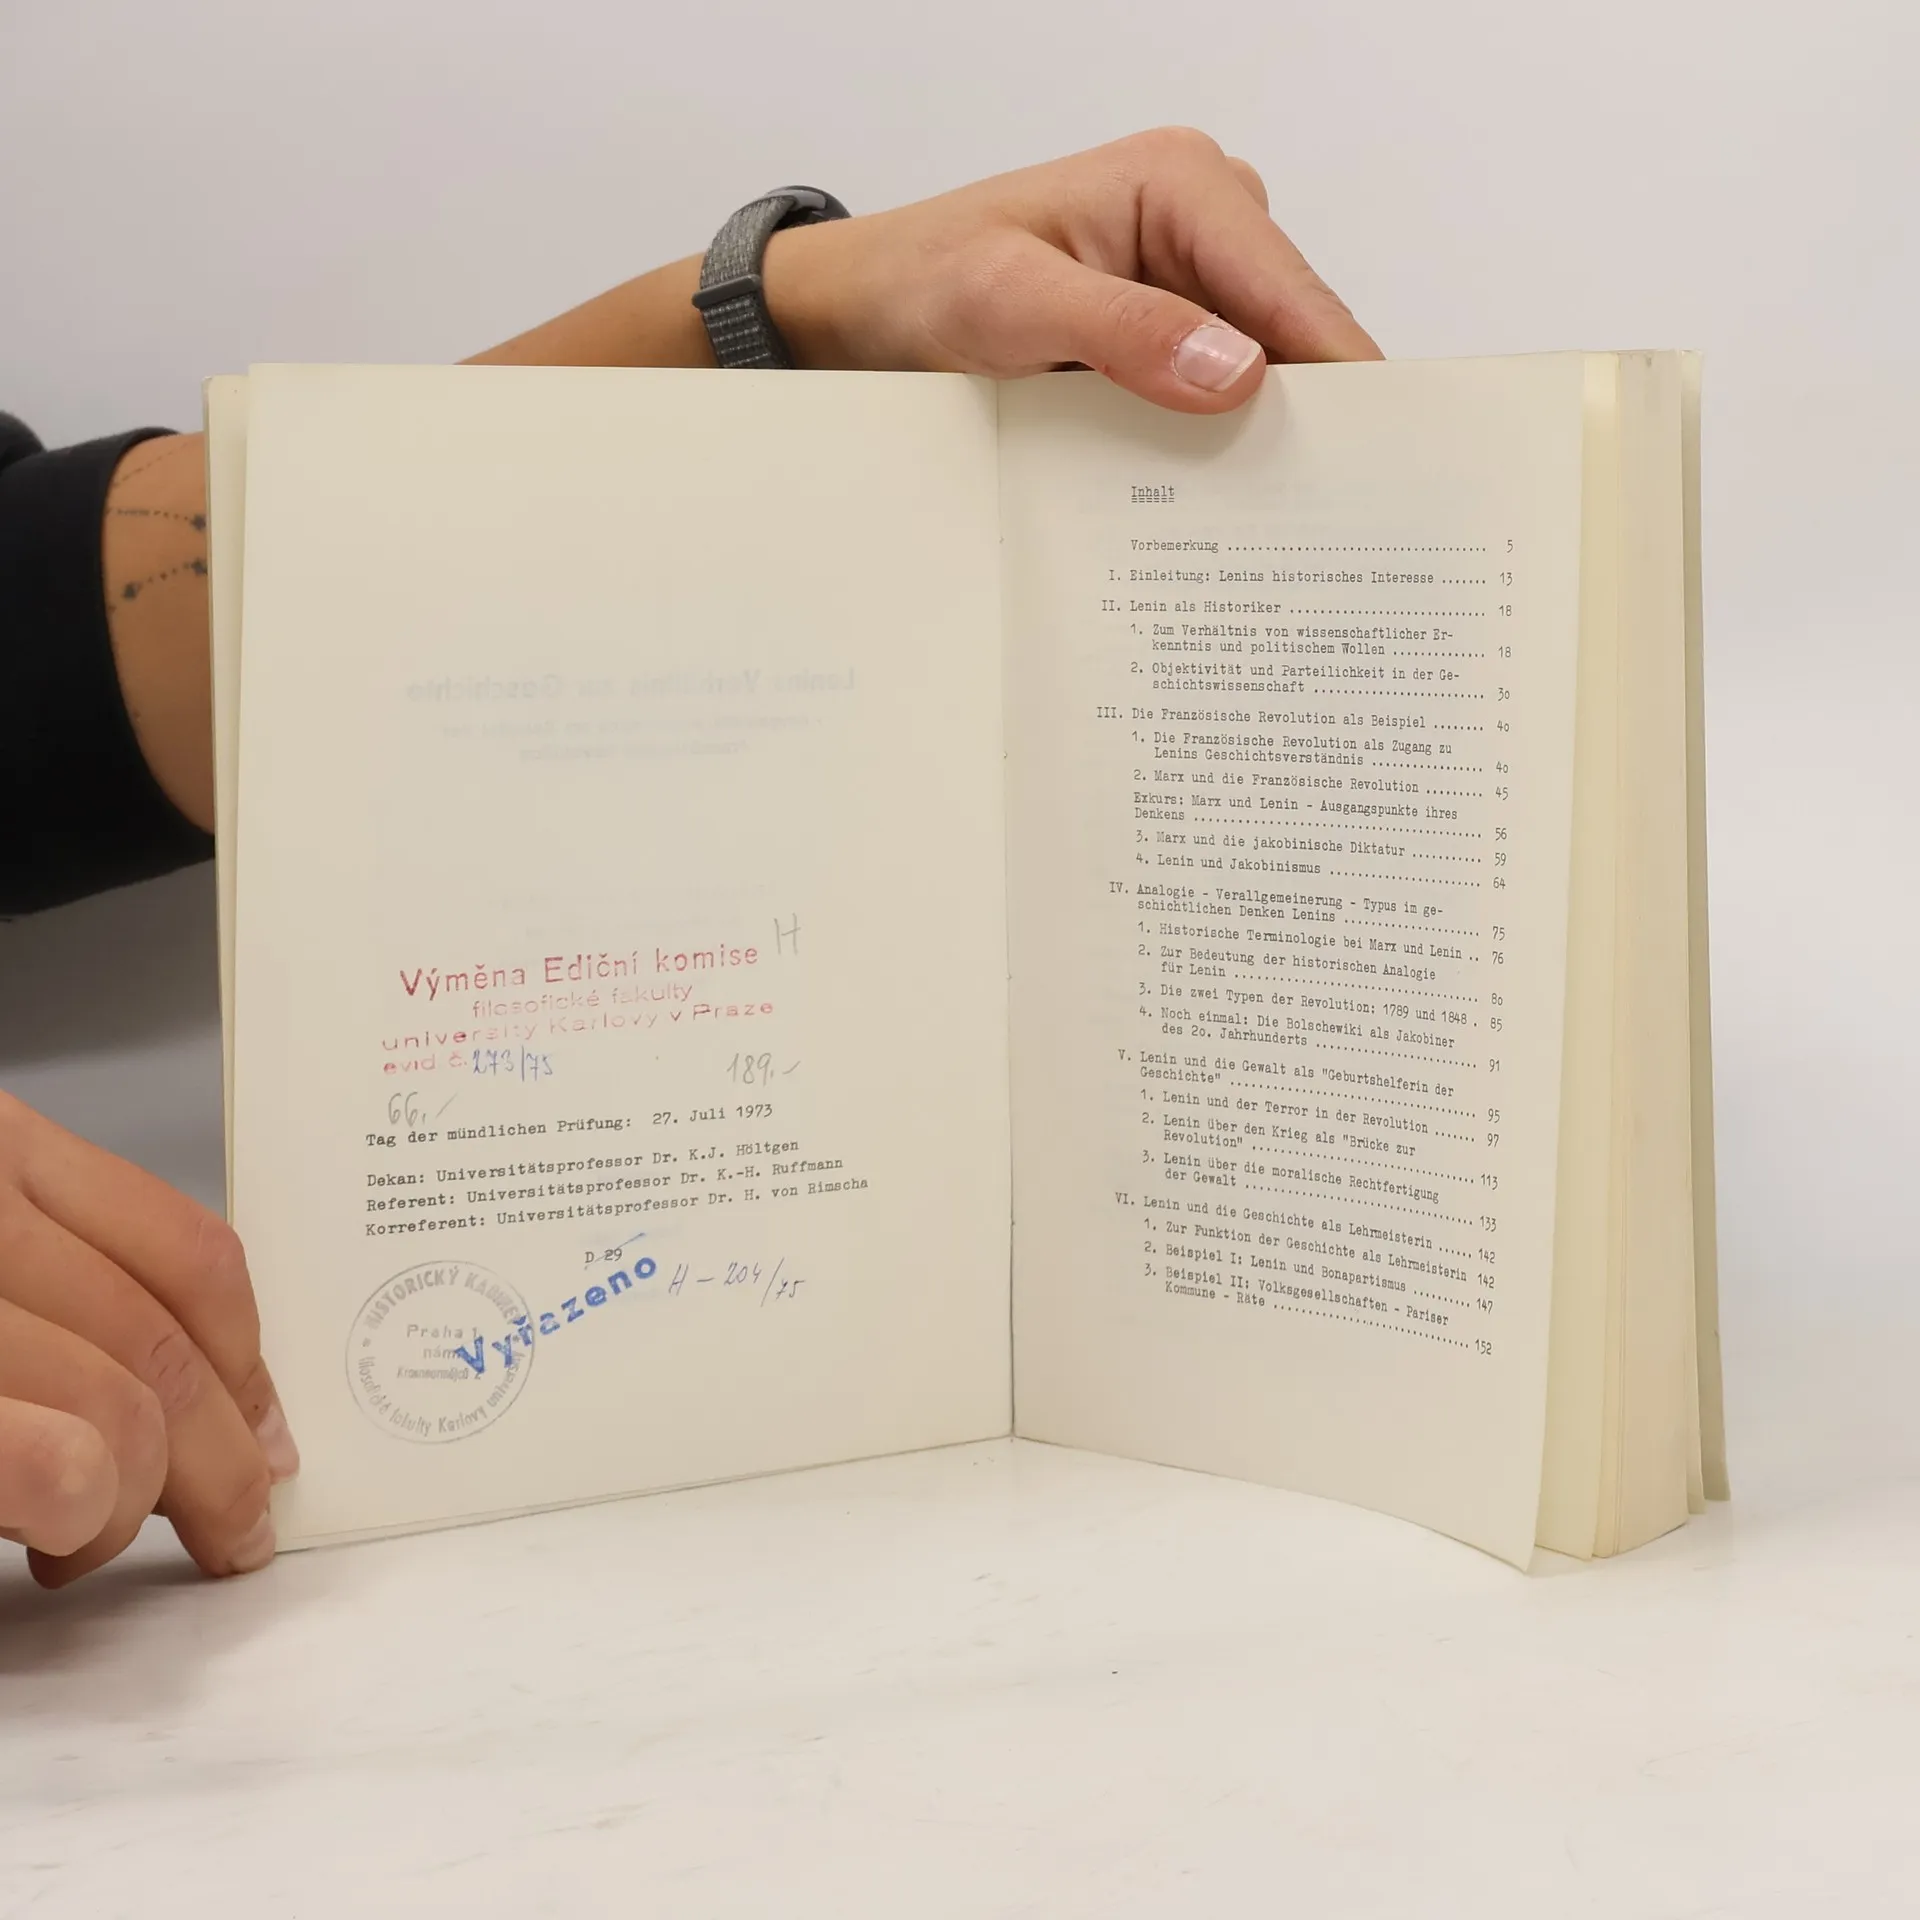 H
Výměna Ediční komise
filosofické fakulty
university Karlovy v Praze
evid č. 273/75
189,-
66,-
Tag der mündlichen Prüfung: 27. Juli 1973
Dekan: Universitätsprofessor Dr. K.J. Höltgen
Referent: Universitätsprofessor Dr. K.-H. Ruffmann
Korreferent: Universitätsprofessor Dr. H. von Rimscha
D 29
Vyřazeno
H - 204/75
HISTORICKÝ
Praha 1
filosofické fakulty Karlovy university
Inhalt
Vorbemerkung .................................. 5
I. Einleitung: Lenins historisches Interesse ....... 13
II. Lenin als Historiker .......................... 18
1. Zum Verhältnis von wissenschaftlicher Er-
kenntnis und politischem Wollen ............. 18
2. Objektivität und Parteilichkeit in der Ge-
schichtswissenschaft ....................... 3o
III. Die Französische Revolution als Beispiel ........ 4o
1. Die Französische Revolution als Zugang zu
Lenins Geschichtsverständnis ............... 4o
2. Marx und die Französische Revolution ......... 45
Exkurs: Marx und Lenin - Ausgangspunkte ihres
Denkens ...................................... 56
3. Marx und die jakobinische Diktatur ........... 59
4. Lenin und Jakobinismus ..................... 64
IV. Analogie - Verallgemeinerung - Typus im ge-
schichtlichen Denken Lenins .................. 75
1. Historische Terminologie bei Marx und Lenin .. 76
2. Zur Bedeutung der historischen Analogie
für Lenin .................................. 8o
3. Die zwei Typen der Revolution: 1789 und 1848 . 85
4. Noch einmal: Die Bolschewiki als Jakobiner
des 2o. Jahrhunderts ....................... 91
V. Lenin und die Gewalt als "Geburtshelferin der
Geschichte" .................................. 95
1. Lenin und der Terror in der Revolution ....... 97
2. Lenin über den Krieg als "Brücke zur
Revolution" ................................ 113
3. Lenin über die moralische Rechtfertigung
der Gewalt ................................. 133
VI. Lenin und die Geschichte als Lehrmeisterin ...... 142
1. Zur Funktion der Geschichte als Lehrmeisterin 142
2. Beispiel I: Lenin und Bonapartismus .......... 147
3. Beispiel II: Volksgesellschaften - Pariser
Kommune - Räte ............................. 152